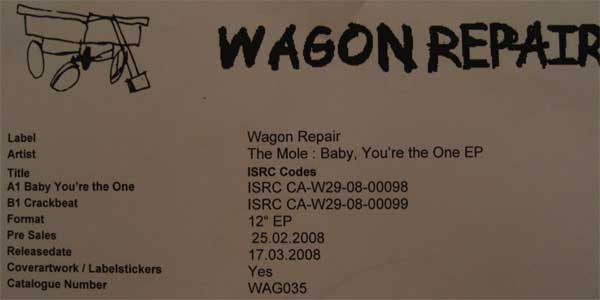 WAGON REPAIR
Label Wagon Repair
Artist The Mole : Baby, You're the One EP
Title ISRC Codes
A1 Baby You're the One ISRC CA-W29-08-00098
B1 Crackbeat ISRC CA-W29-08-00099
Format 12" EP
Pre Sales 25.02.2008
Releasedate 17.03.2008
Coverartwork / Labelstickers Yes
Catalogue Number WAG035